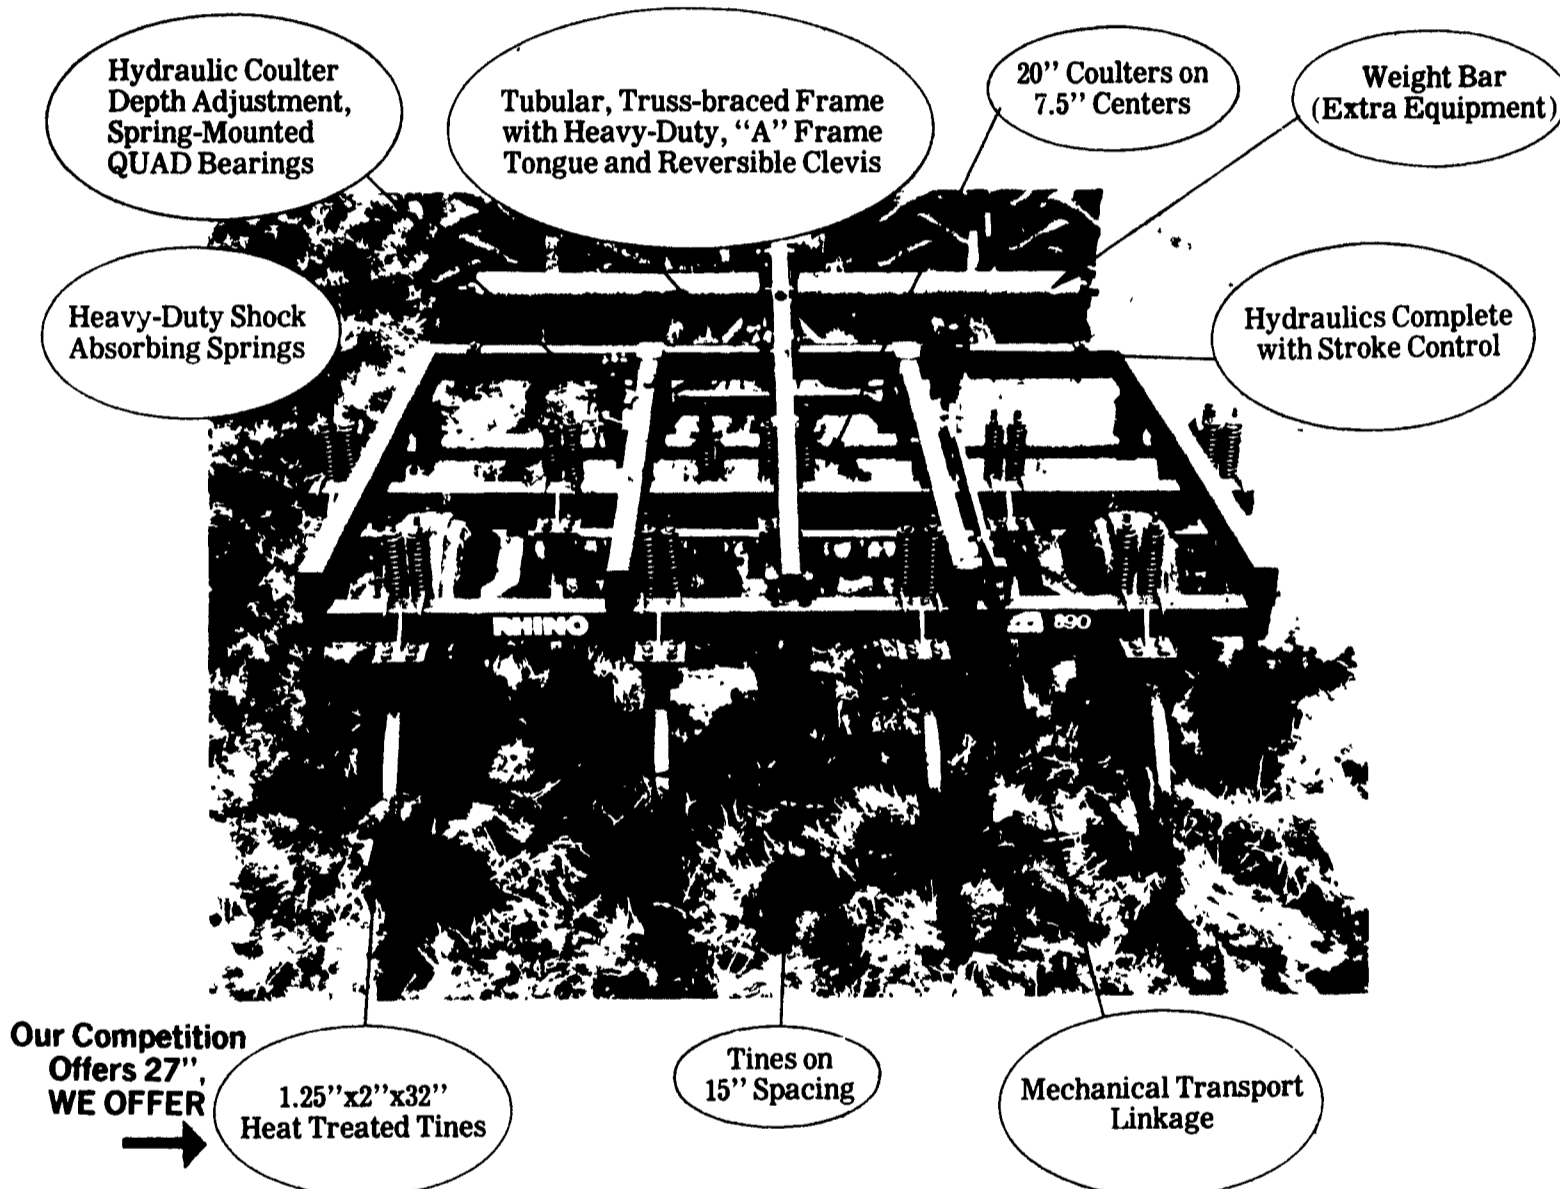 Hydraulic Coulter
Depth Adjustment,
Spring-Mounted
QUAD Bearings
Tubular, Truss-braced Frame
with Heavy-Duty, “A” Frame
Tongue and Reversible Clevis
20” Coulters on
7.5” Centers
Weight Bar
(Extra Equipment)
Heavy-Duty Shock
Absorbing Springs
Hydraulics Complete
with Stroke Control
RHINO
890
Our Competition
Offers 27”,
WE OFFER
1.25”x2”x32”
Heat Treated Tines
Tines on
15” Spacing
Mechanical Transport
Linkage